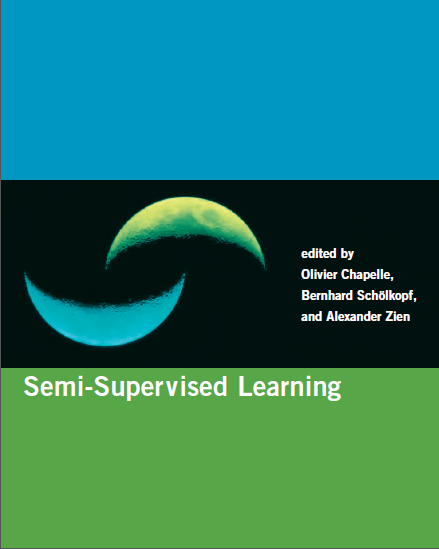 edited by
Olivier Chapelle,
Bernhard Schölkopf,
and Alexander Zien
Semi-Supervised Learning